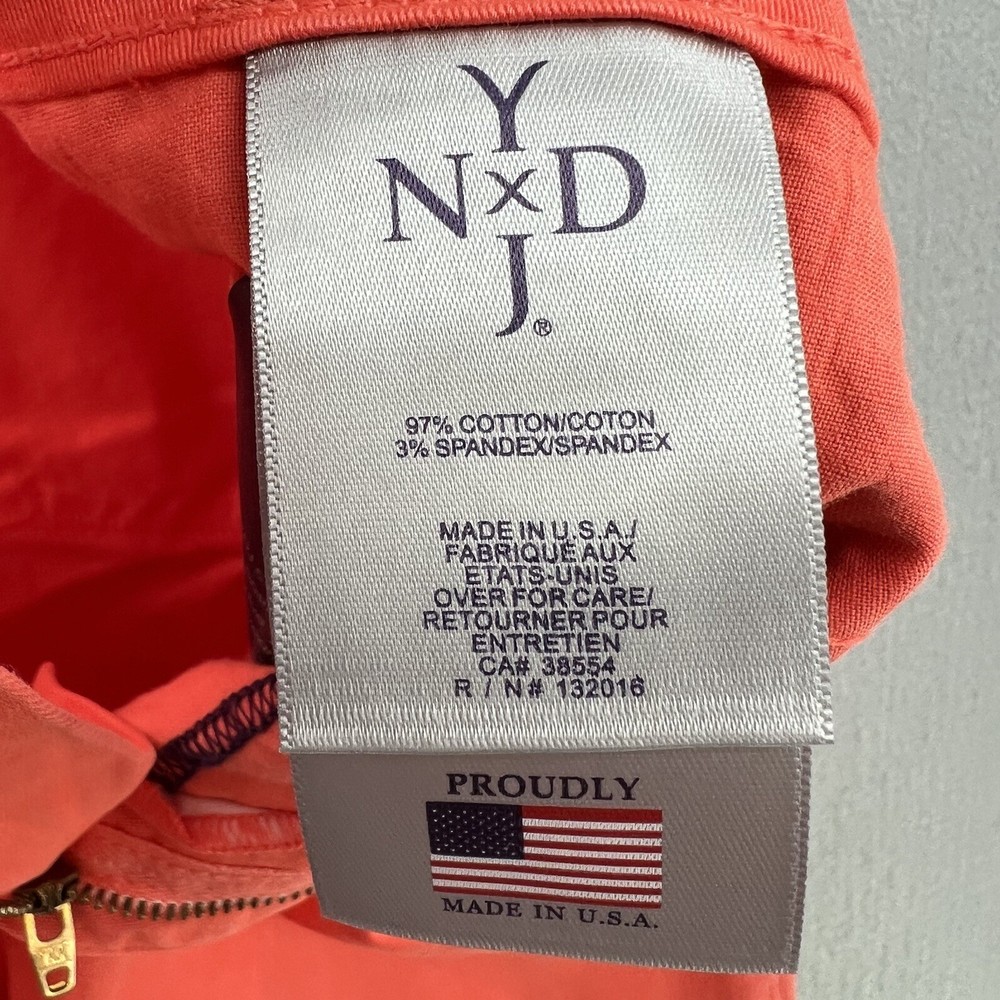 Y
N x D
J®
97% COTTON/COTON
3% SPANDEX/SPANDEX
MADE IN U.S.A./
FABRIQUÉ AUX
ETATS-UNIS
OVER FOR CARE/
RETOURNER POUR
ENTRETIEN
CA# 38554
R / N# 132016
PROUDLY
MADE IN U.S.A.